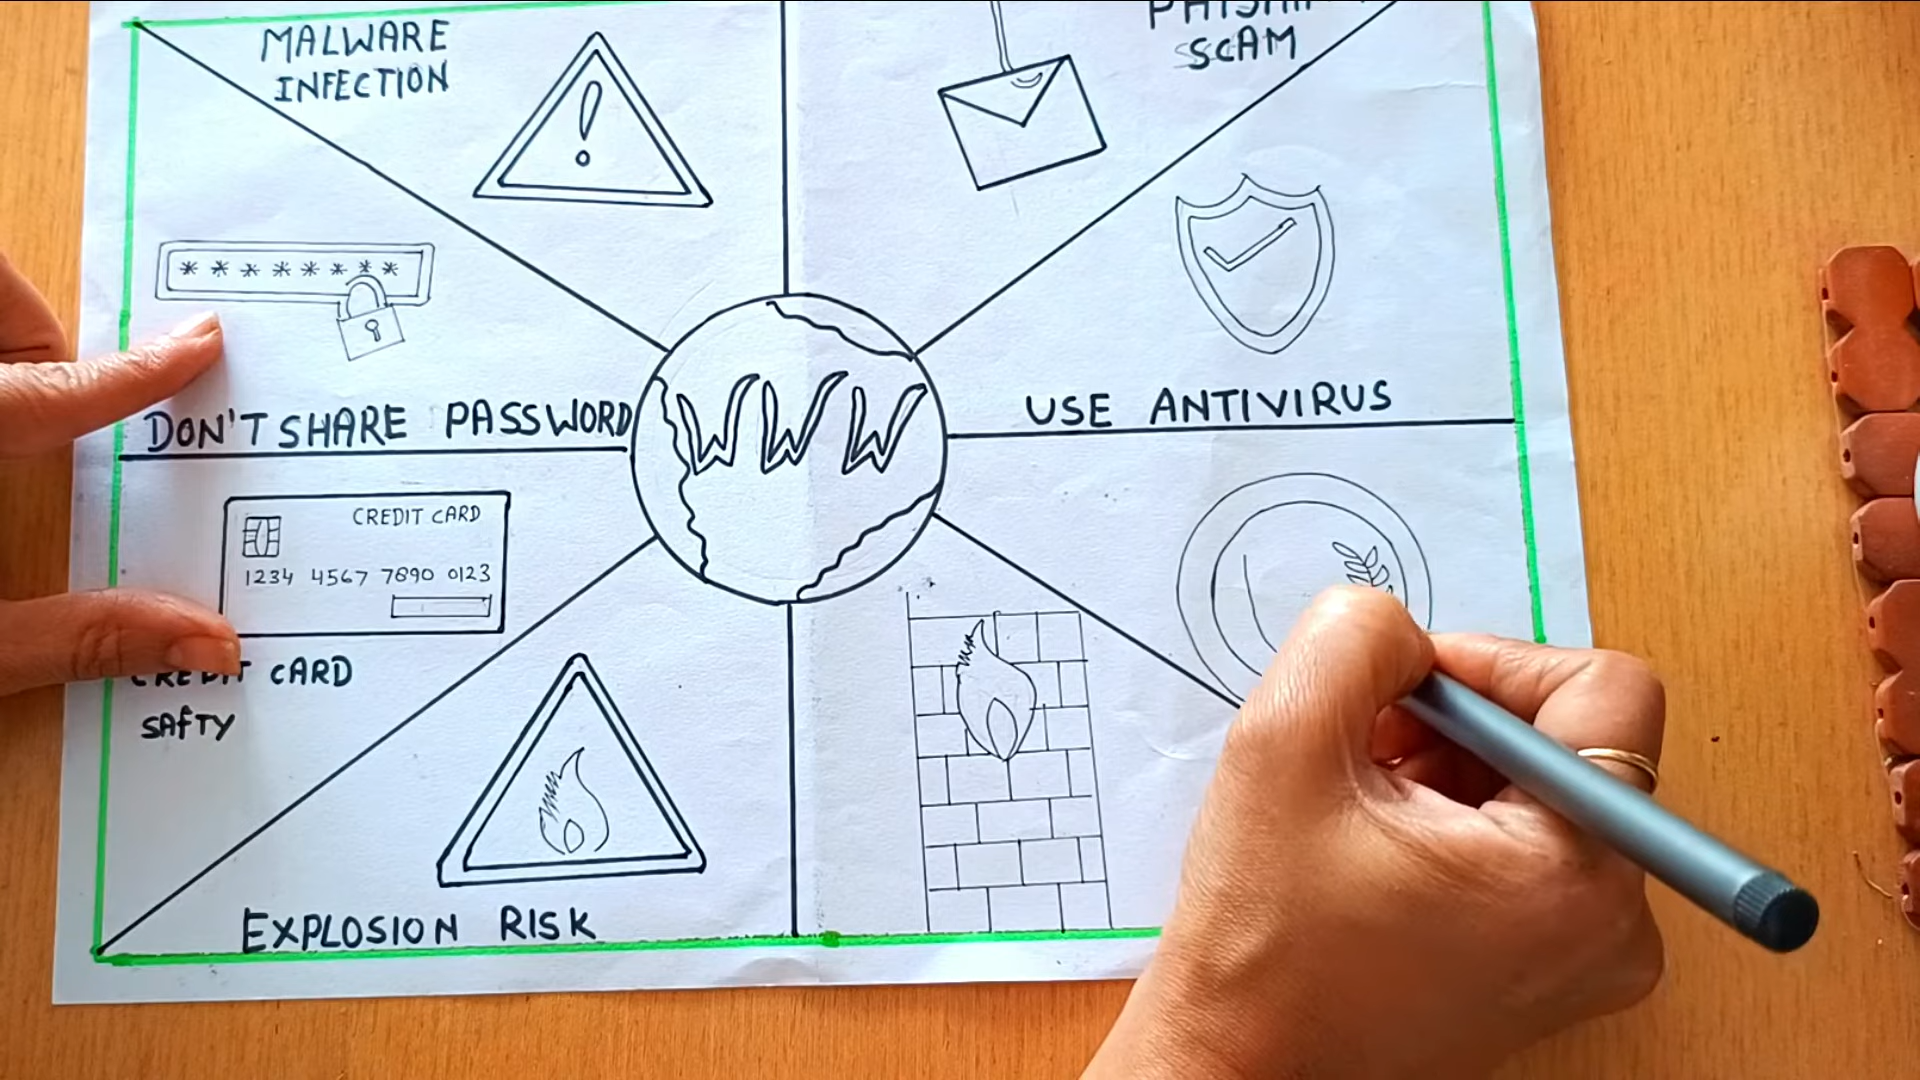 MALWARE
INFECTION
SCAM
********
DON'T SHARE PASSWORD
USE ANTIVIRUS
WWW
CREDIT CARD
1234 4567 7890 0123
CREDIT CARD
SAFTY
EXPLOSION RISK